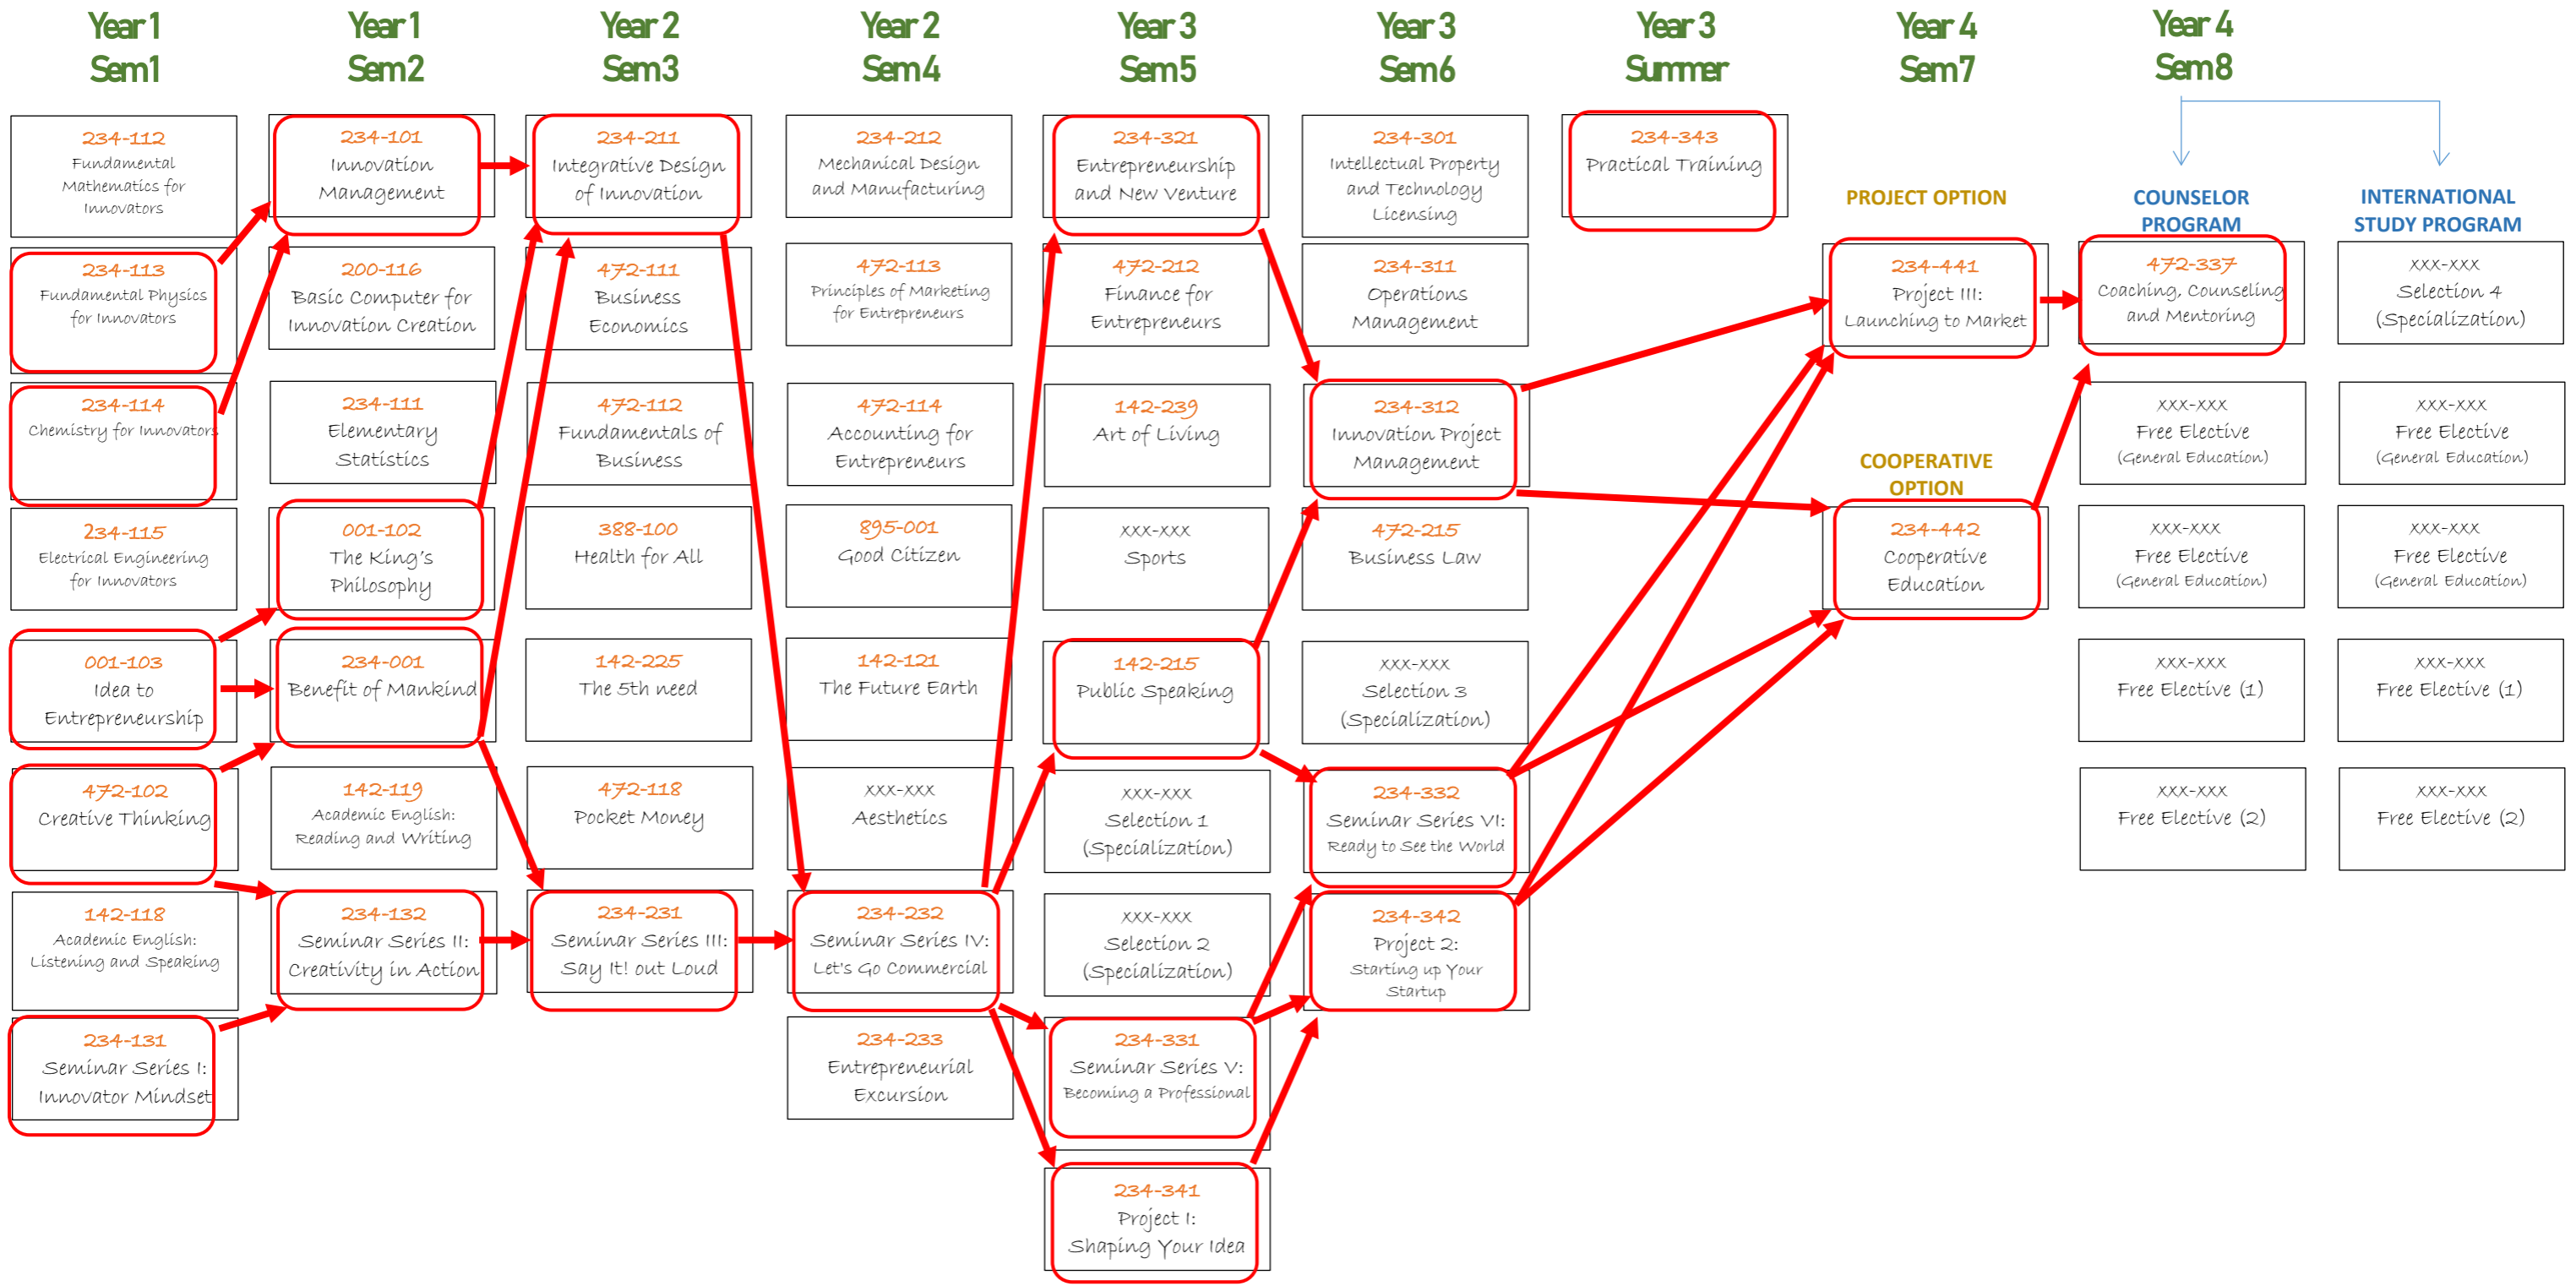 Year 1
Sem 1
Year 1
Sem 2
Year 2
Sem 3
Year 2
Sem 4
Year 3
Sem 5
Year 3
Sem 6
Year 3
Summer
Year 4
Sem 7
Year 4
Sem 8
234-112
Fundamental
Mathematics for
Innovators
234-113
Fundamental Physics
for Innovators
234-114
Chemistry for Innovators
234-115
Electrical Engineering
for Innovators
001-103
Idea to
Entrepreneurship
472-102
Creative Thinking
142-118
Academic English:
Listening and Speaking
234-131
Seminar Series I:
Innovator Mindset
234-101
Innovation
Management
200-116
Basic Computer for
Innovation Creation
234-111
Elementary
Statistics
001-102
The King's
Philosophy
234-001
Benefit of Mankind
142-119
Academic English:
Reading and Writing
234-132
Seminar Series II:
Creativity in Action
234-211
Integrative Design
of Innovation
472-111
Business
Economics
472-112
Fundamentals of
Business
388-100
Health for All
142-225
The 5th need
472-118
Pocket Money
234-231
Seminar Series III:
Say It! out Loud
234-212
Mechanical Design
and Manufacturing
472-113
Principles of Marketing
for Entrepreneurs
472-114
Accounting for
Entrepreneurs
895-001
Good Citizen
142-121
The Future Earth
XXX-XXX
Aesthetics
234-232
Seminar Series IV:
Let's Go Commercial
234-233
Entrepreneurial
Excursion
234-321
Entrepreneurship
and New Venture
472-212
Finance for
Entrepreneurs
142-239
Art of Living
XXX-XXX
Sports
142-215
Public Speaking
XXX-XXX
Selection 1
(Specialization)
XXX-XXX
Selection 2
(Specialization)
234-331
Seminar Series V:
Becoming a Professional
234-341
Project I:
Shaping Your Idea
234-301
Intellectual Property
and Technology
Licensing
234-311
Operations
Management
234-312
Innovation Project
Management
472-215
Business Law
XXX-XXX
Selection 3
(Specialization)
234-332
Seminar Series VI:
Ready to See the World
234-342
Project 2:
Starting up Your
Startup
234-343
Practical Training
PROJECT OPTION
234-441
Project III:
Launching to Market
COOPERATIVE
OPTION
234-442
Cooperative
Education
COUNSELOR
PROGRAM
472-337
Coaching, Counseling
and Mentoring
XXX-XXX
Free Elective
(General Education)
XXX-XXX
Free Elective
(General Education)
XXX-XXX
Free Elective (1)
XXX-XXX
Free Elective (2)
INTERNATIONAL
STUDY PROGRAM
XXX-XXX
Selection 4
(Specialization)
XXX-XXX
Free Elective
(General Education)
XXX-XXX
Free Elective
(General Education)
XXX-XXX
Free Elective (1)
XXX-XXX
Free Elective (2)